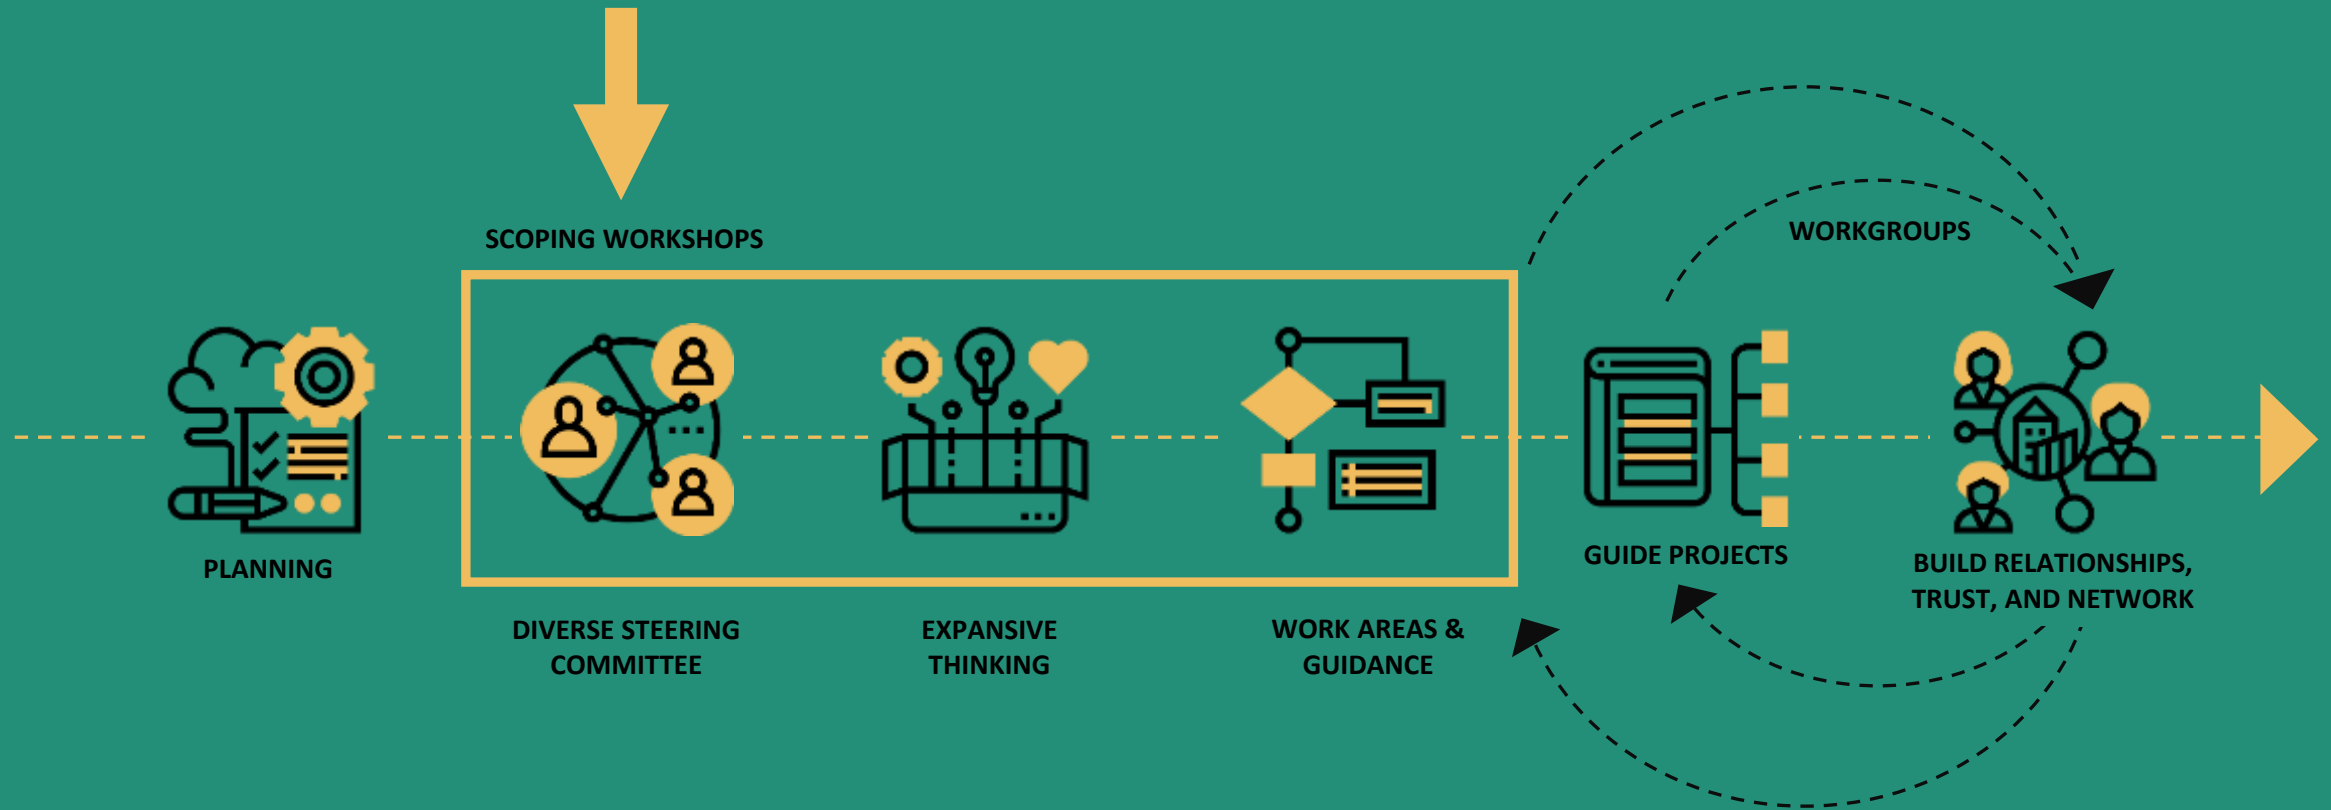 SCOPING WORKSHOPS
WORKGROUPS
PLANNING
DIVERSE STEERING
COMMITTEE
EXPANSIVE
THINKING
WORK AREAS &
GUIDANCE
GUIDE PROJECTS
BUILD RELATIONSHIPS,
TRUST, AND NETWORK